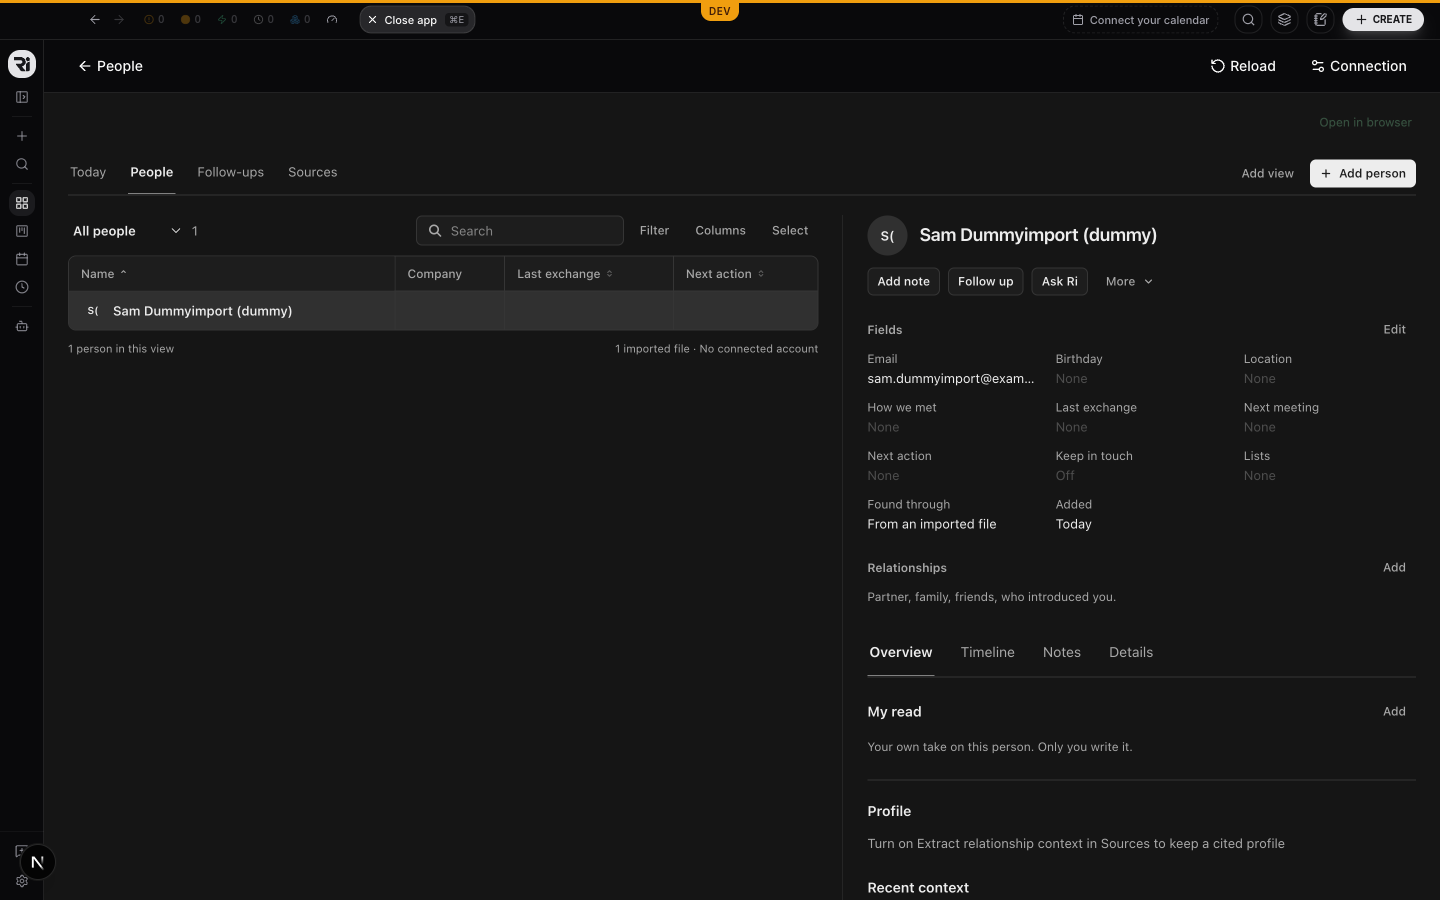 DEV
0
0
0
0
0
Close app ⌘E
Connect your calendar
CREATE
Ri
People
Reload
Connection
Open in browser
Today
People
Follow-ups
Sources
Add view
Add person
All people
1
Search
Filter
Columns
Select
Name
Company
Last exchange
Next action
S(
Sam Dummyimport (dummy)
1 person in this view
1 imported file · No connected account
S(
Sam Dummyimport (dummy)
Add note
Follow up
Ask Ri
More
Fields
Edit
Email
Birthday
Location
sam.dummyimport@exam...
None
None
How we met
Last exchange
Next meeting
None
None
None
Next action
Keep in touch
Lists
None
Off
None
Found through
Added
From an imported file
Today
Relationships
Add
Partner, family, friends, who introduced you.
Overview
Timeline
Notes
Details
My read
Add
Your own take on this person. Only you write it.
Profile
Turn on Extract relationship context in Sources to keep a cited profile
Recent context
N